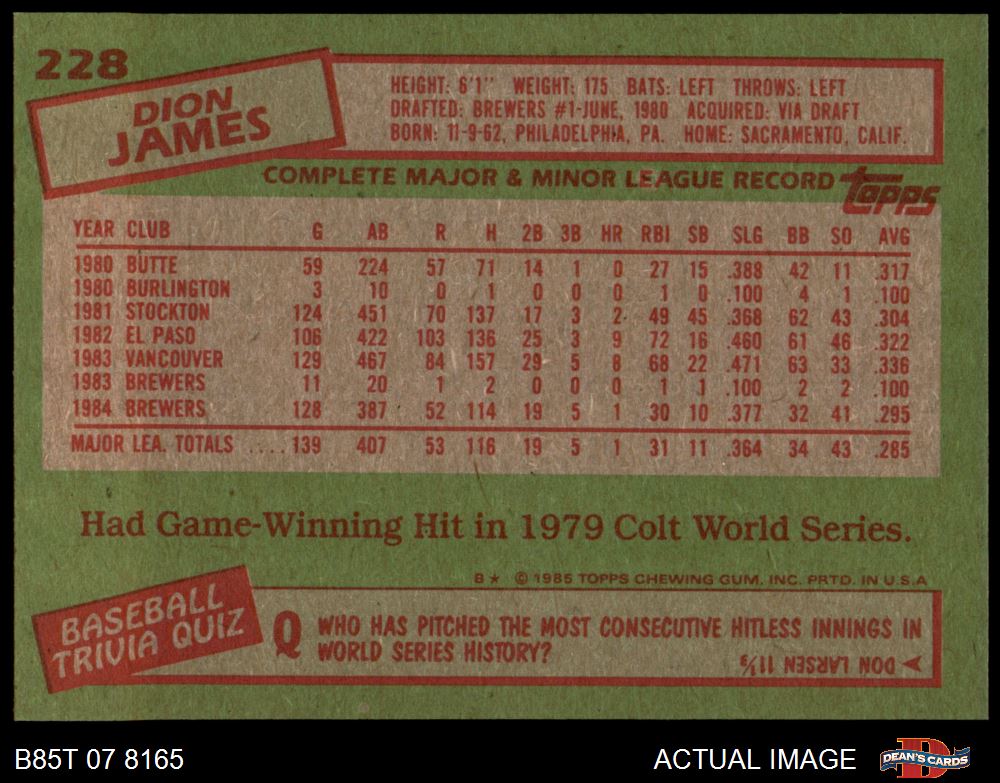 228
DION
JAMES
HEIGHT: 6'1" WEIGHT: 175 BATS: LEFT THROWS: LEFT
DRAFTED: BREWERS #1-JUNE, 1980 ACQUIRED: VIA DRAFT
BORN: 11-9-62, PHILADELPHIA, PA. HOME: SACRAMENTO, CALIF.
COMPLETE MAJOR & MINOR LEAGUE RECORD topps
YEAR CLUB G AB R H 2B 3B HR RBI SB SLG BB SO AVG
1980 BUTTE 59 224 57 71 14 1 0 27 15 .388 42 11 .317
1980 BURLINGTON 3 10 0 1 0 0 0 1 0 .100 4 1 .100
1981 STOCKTON 124 451 70 137 17 3 2 49 45 .368 62 43 .304
1982 EL PASO 106 422 103 136 25 3 9 72 16 .460 61 46 .322
1983 VANCOUVER 129 467 84 157 29 5 8 68 22 .471 63 33 .336
1983 BREWERS 11 20 1 2 0 0 0 1 1 .100 2 2 .100
1984 BREWERS 128 387 52 114 19 5 1 30 10 .377 32 41 .295
MAJOR LEA. TOTALS ....139 407 53 116 19 5 1 31 11 .364 34 43 .285
Had Game-Winning Hit in 1979 Colt World Series.
B★ © 1985 TOPPS CHEWING GUM, INC. PRTD. IN U.S.A
BASEBALL
TRIVIA QUIZ
Q WHO HAS PITCHED THE MOST CONSECUTIVE HITLESS INNINGS IN
WORLD SERIES HISTORY?
DON LARSEN 11⅓
B85T 07 8165
ACTUAL IMAGE
DEAN'S CARDS